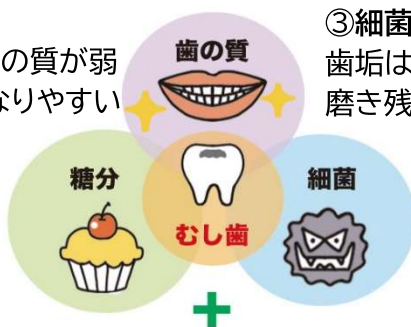 の質が弱
なりやすい
③細菌
歯垢は
磨き残
歯の質
糖分
細菌
むし歯
+